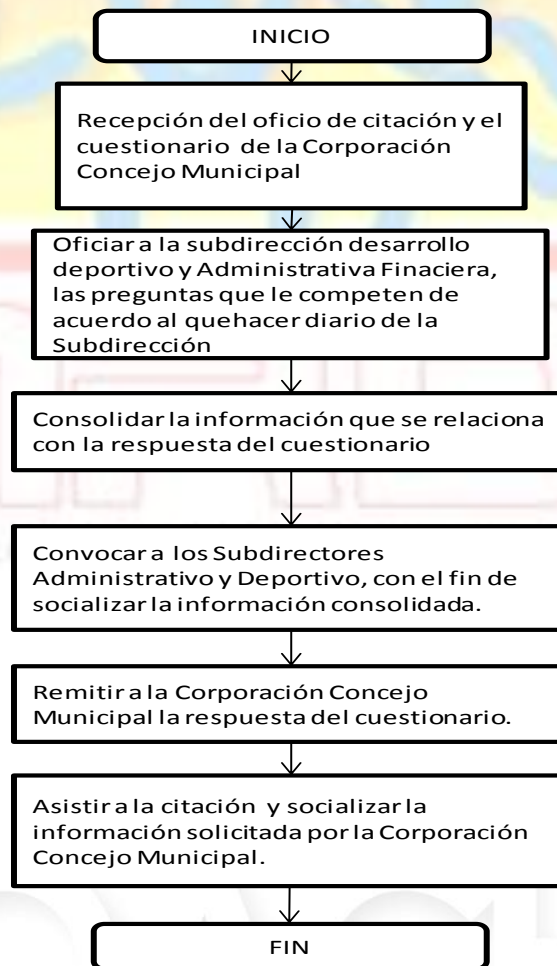 INICIO
Recepción del oficio de citación y el
cuestionario de la Corporación
Concejo Municipal
Oficiar a la subdirección desarrollo
deportivo y Administrativa Finaciera,
las preguntas que le competen de
acuerdo al quehacer diario de la
Subdirección
Consolidar la información que se relaciona
con la respuesta del cuestionario
Convocar a los Subdirectores
Administrativo y Deportivo, con el fin de
socializar la información consolidada.
Remitir a la Corporación Concejo
Municipal la respuesta del cuestionario.
Asistir a la citación y socializar la
información solicitada por la Corporación
Concejo Municipal.
FIN